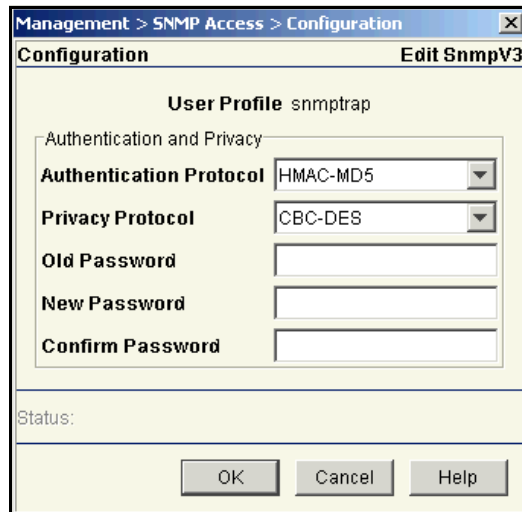 Management > SNMP Access > Configuration
Configuration Edit SnmpV3
User Profile snmptrap
Authentication and Privacy
Authentication Protocol HMAC-MD5
Privacy Protocol CBC-DES
Old Password
New Password
Confirm Password
Status:
OK Cancel Help